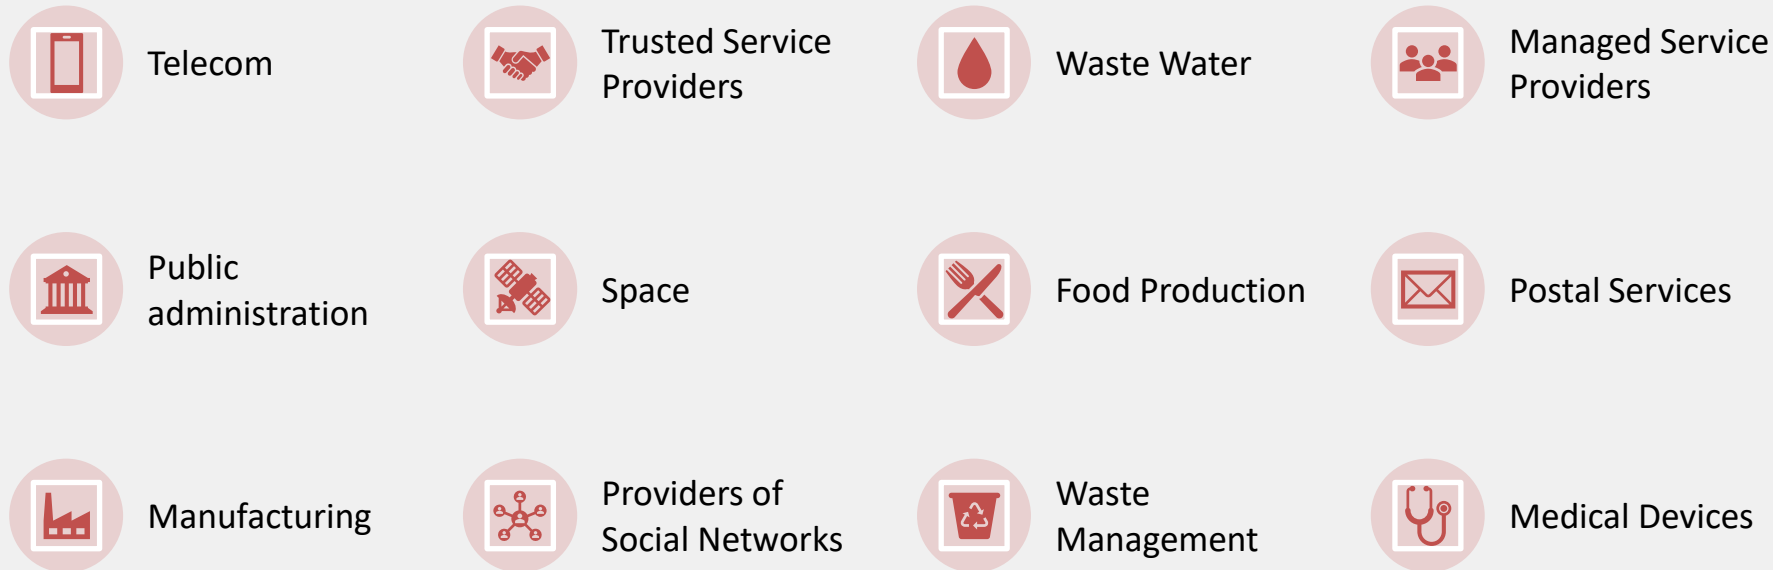 Telecom
Trusted Service
Providers
Waste Water
Managed Service
Providers
Public
administration
Space
Food Production
Postal Services
Manufacturing
Providers of
Social Networks
Waste
Management
Medical Devices